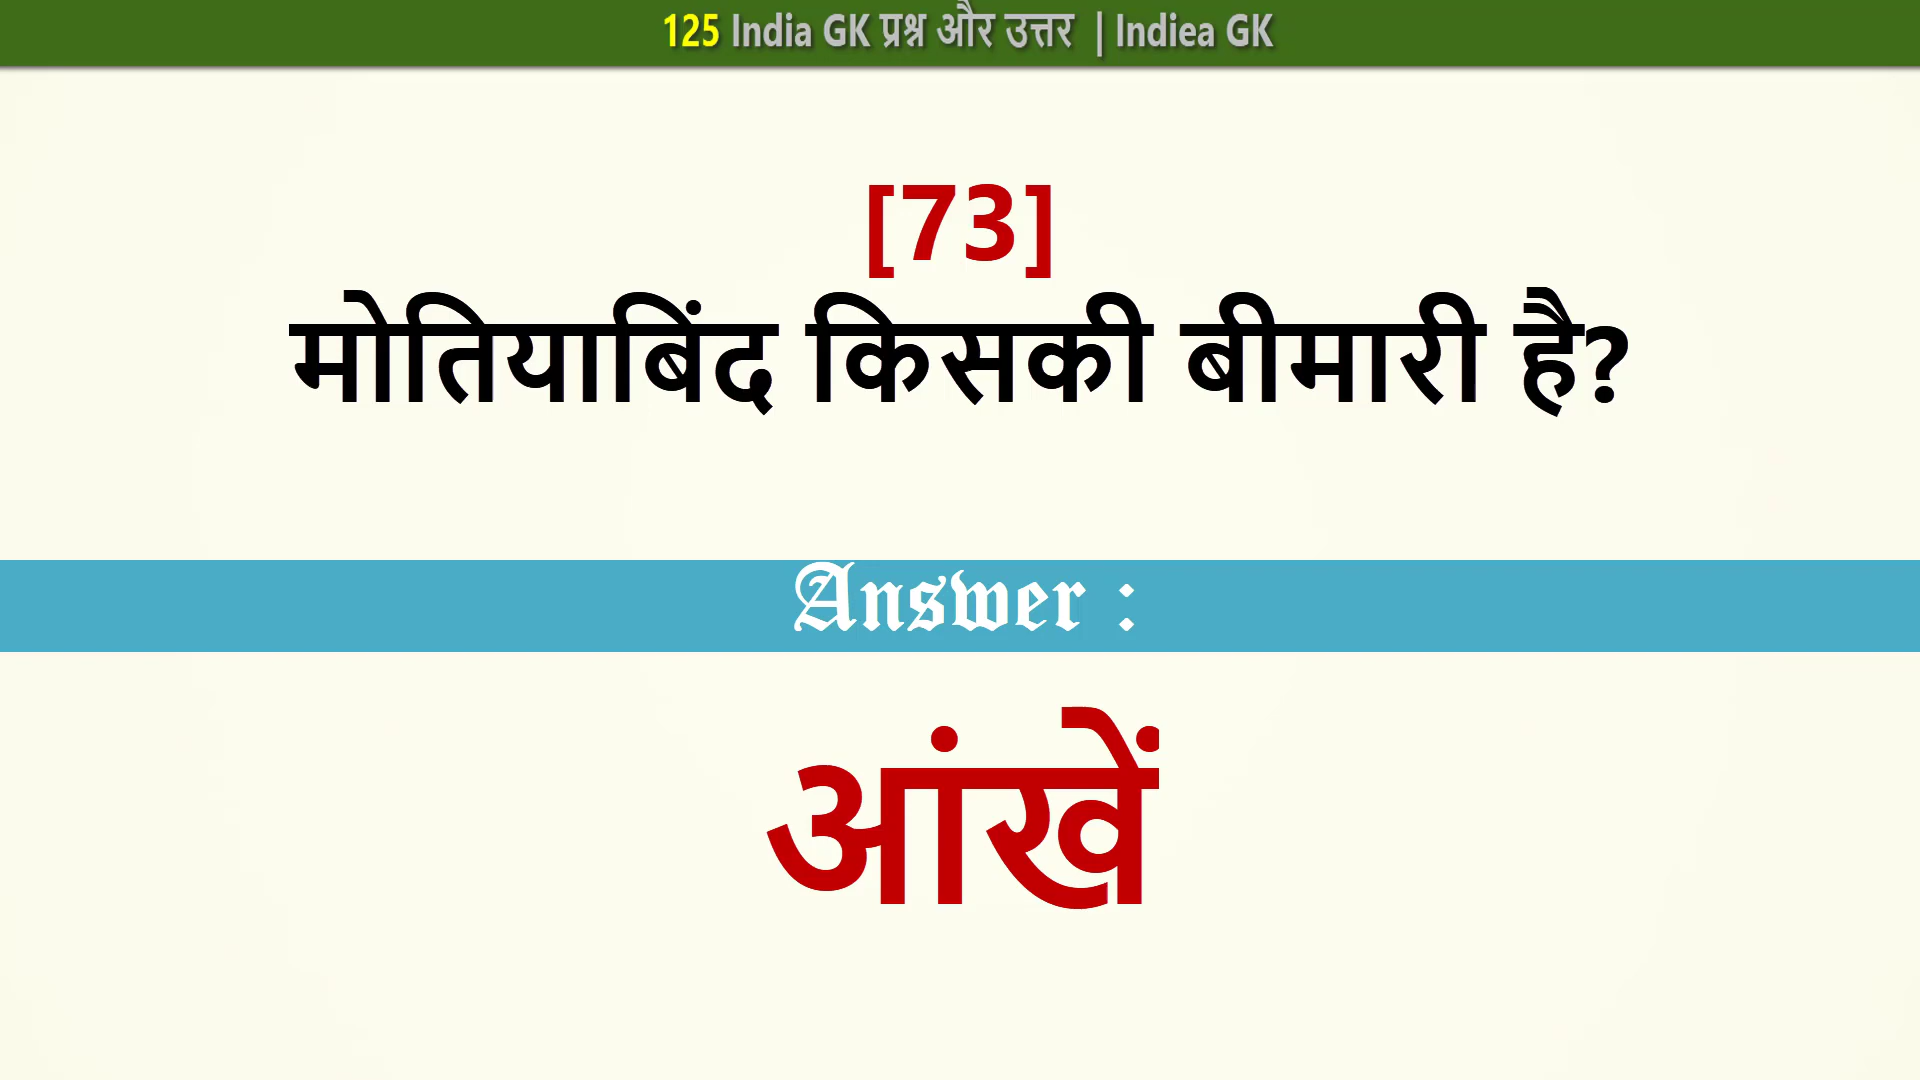 125 India GK प्रश्न और उत्तर | Indiea GK
[73]
मोतियाबिंद किसकी बीमारी है?
Answer :
आंखें